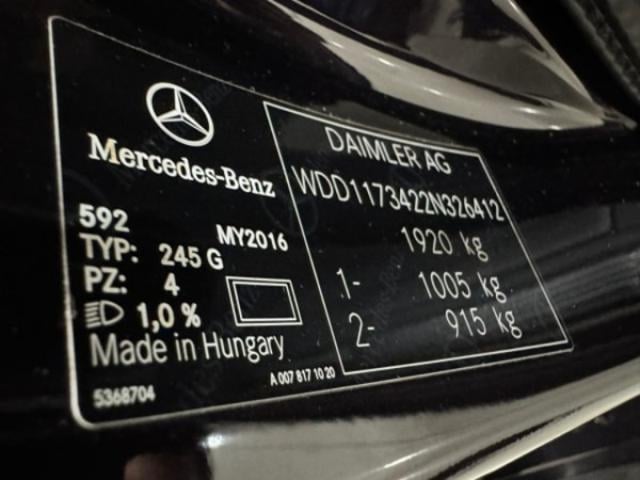 Mercedes-Benz
592 MY2016
TYP: 245 G
PZ: 4
1,0 %
Made in Hungary
5368704 A 007 817 10 20
DAIMLER AG
WDD1173422N326412
1920 kg
1- 1005 kg
2- 915 kg